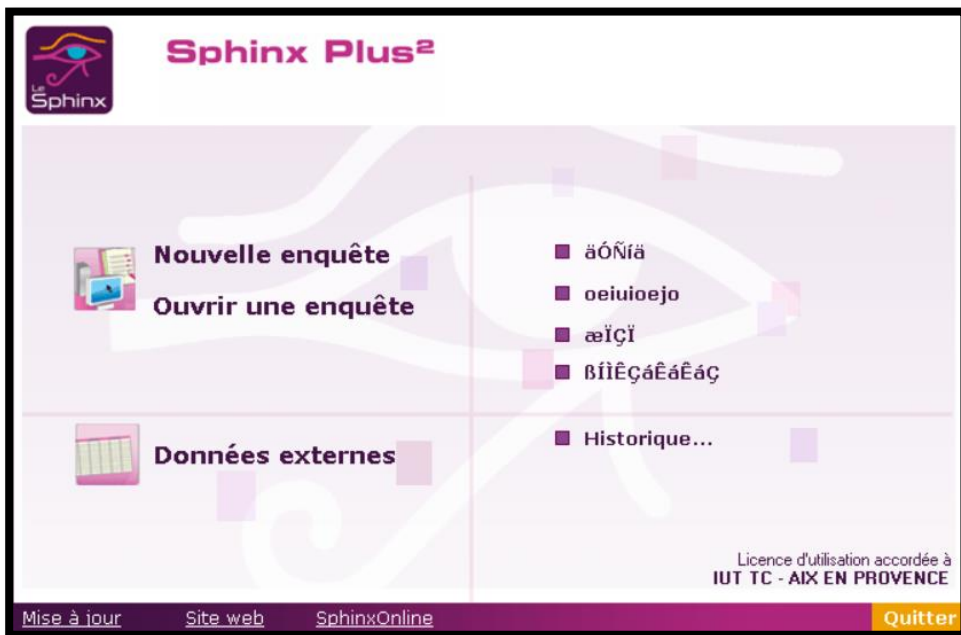 Le
Sphinx
Sphinx Plus²
Nouvelle enquête
Ouvrir une enquête
äÓÑíä
oeiuioejo
æÏÇÏ
ßÍÌÊÇáÊáÊáÇ
Données externes
Historique...
Licence d'utilisation accordée à
IUT TC - AIX EN PROVENCE
Mise à jour Site web SphinxOnline Quitter